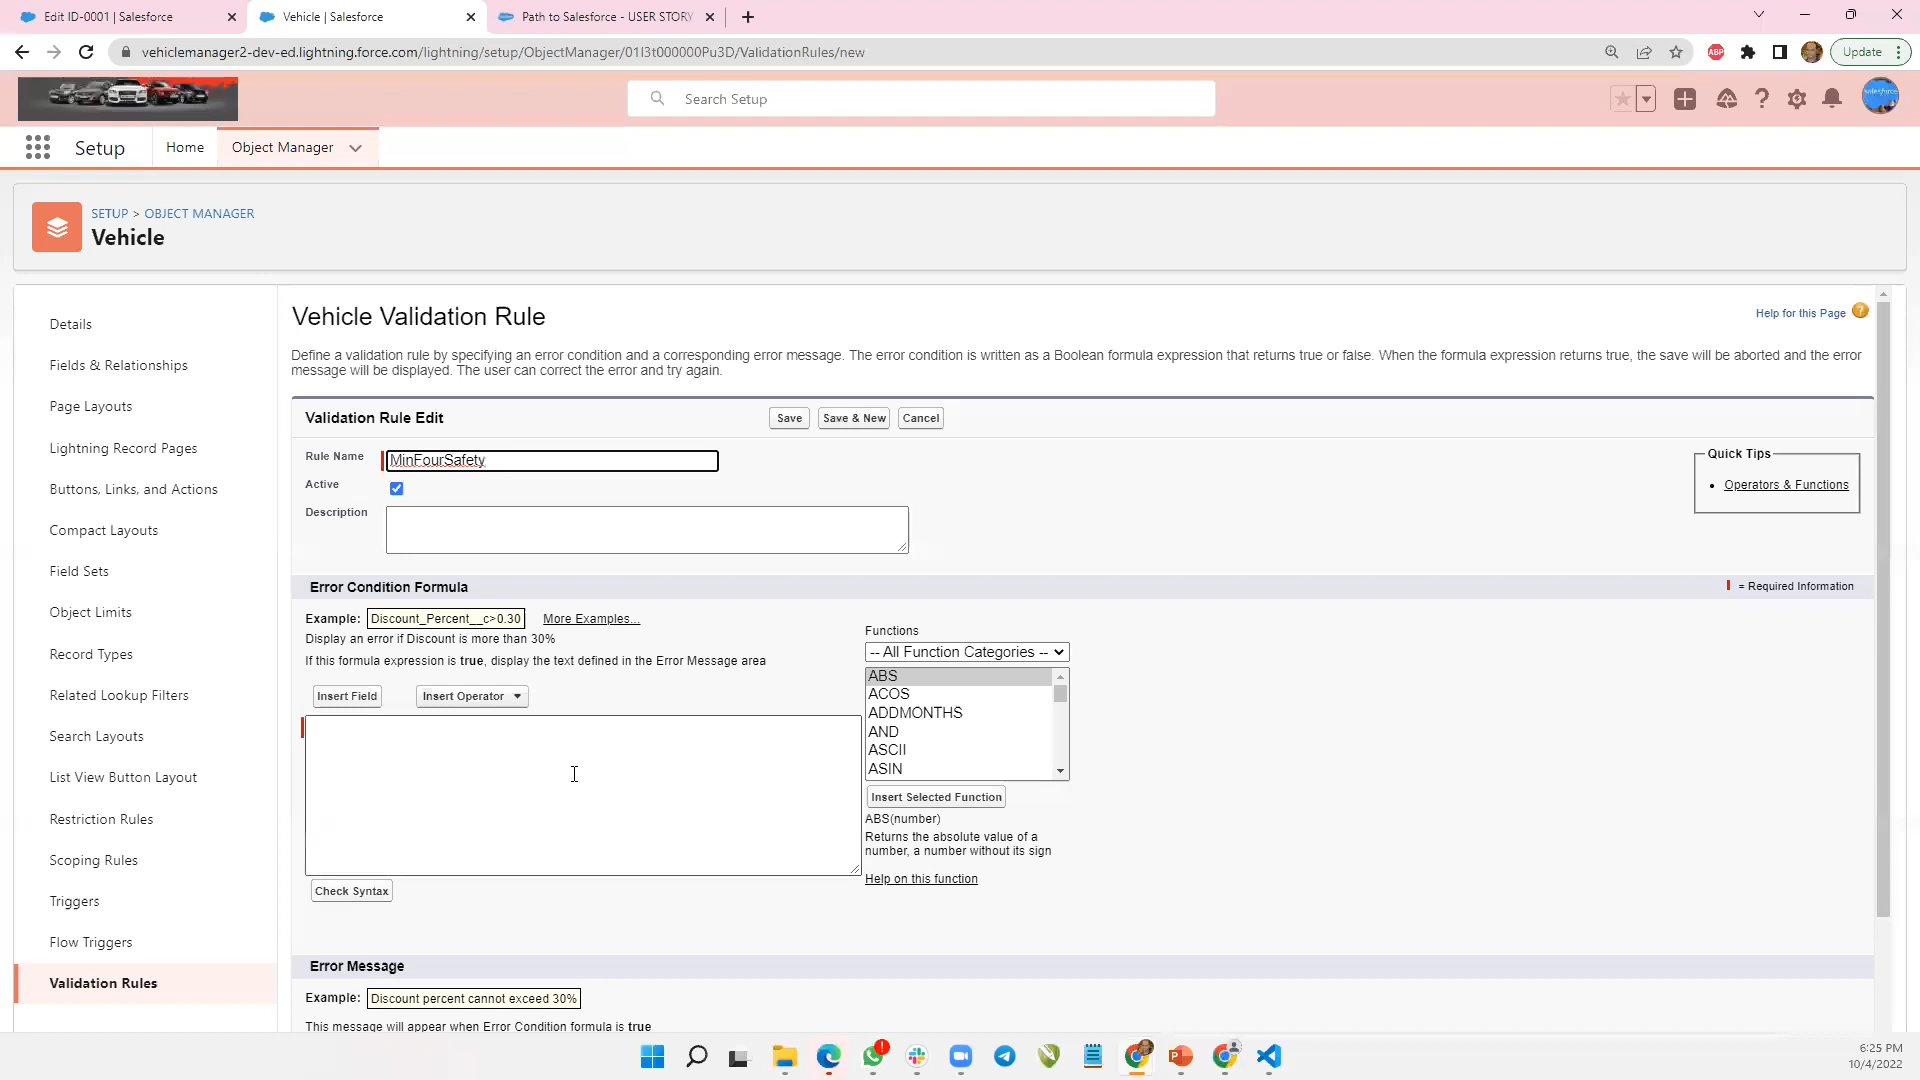 Edit ID-0001 | Salesforce
Vehicle | Salesforce
Path to Salesforce - USER STORY
vehiclemanager2-dev-ed.lightning.force.com/lightning/setup/ObjectManager/01I3t000000Pu3D/ValidationRules/new
ABP
Update
Search Setup
salesforce
Setup
Home
Object Manager
SETUP > OBJECT MANAGER
Vehicle
Details
Fields & Relationships
Page Layouts
Lightning Record Pages
Buttons, Links, and Actions
Compact Layouts
Field Sets
Object Limits
Record Types
Related Lookup Filters
Search Layouts
List View Button Layout
Restriction Rules
Scoping Rules
Triggers
Flow Triggers
Validation Rules
Vehicle Validation Rule
Help for this Page
Define a validation rule by specifying an error condition and a corresponding error message. The error condition is written as a Boolean formula expression that returns true or false. When the formula expression returns true, the save will be aborted and the error
message will be displayed. The user can correct the error and try again.
Validation Rule Edit
Save
Save & New
Cancel
Rule Name
MinFourSafety
Active
Description
Quick Tips
• Operators & Functions
Error Condition Formula
= Required Information
Example: Discount_Percent__c>0.30 More Examples...
Display an error if Discount is more than 30%
If this formula expression is true, display the text defined in the Error Message area
Insert Field
Insert Operator
Functions
-- All Function Categories --
ABS
ACOS
ADDMONTHS
AND
ASCII
ASIN
Insert Selected Function
ABS(number)
Returns the absolute value of a
number, a number without its sign
Help on this function
Check Syntax
Error Message
Example: Discount percent cannot exceed 30%
This message will appear when Error Condition formula is true
6:25 PM
10/4/2022